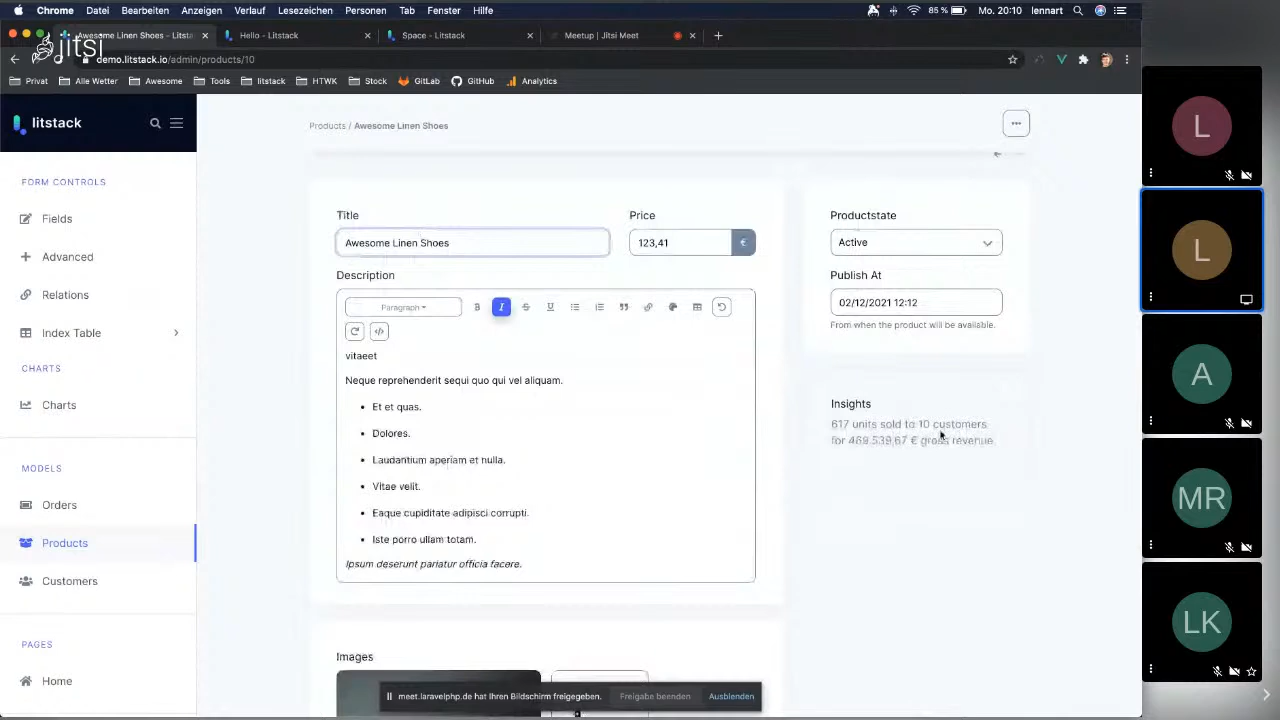 Chrome Datei Bearbeiten Anzeigen Verlauf Lesezeichen Personen Tab Fenster Hilfe 85 % Mo. 20:10 lennart
Awesome Linen Shoes - Litsta Hello - Litstack Space - Litstack Meetup | Jitsi Meet
jitsi
demo.litstack.io/admin/products/10
Privat Alle Wetter Awesome Tools litstack HTWK Stock GitLab GitHub Analytics
litstack
FORM CONTROLS
Fields
Advanced
Relations
Index Table
CHARTS
Charts
MODELS
Orders
Products
Customers
PAGES
Home
Products / Awesome Linen Shoes
Title
Awesome Linen Shoes
Price
123,41 €
Description
Paragraph
B I S U
vitaeet
Neque reprehenderit sequi quo qui vel aliquam.
• Et et quas.
• Dolores.
• Laudantium aperiam et nulla.
• Vitae velit.
• Eaque cupiditate adipisci corrupti.
• Iste porro ullam totam.
Ipsum deserunt pariatur officia facere.
Images
Productstate
Active
Publish At
02/12/2021 12:12
From when the product will be available.
Insights
617 units sold to 10 customers
for 469.539,67 € gross revenue
meet.laravelphp.de hat Ihren Bildschirm freigegeben. Freigabe beenden Ausblenden
L
L
A
MR
LK